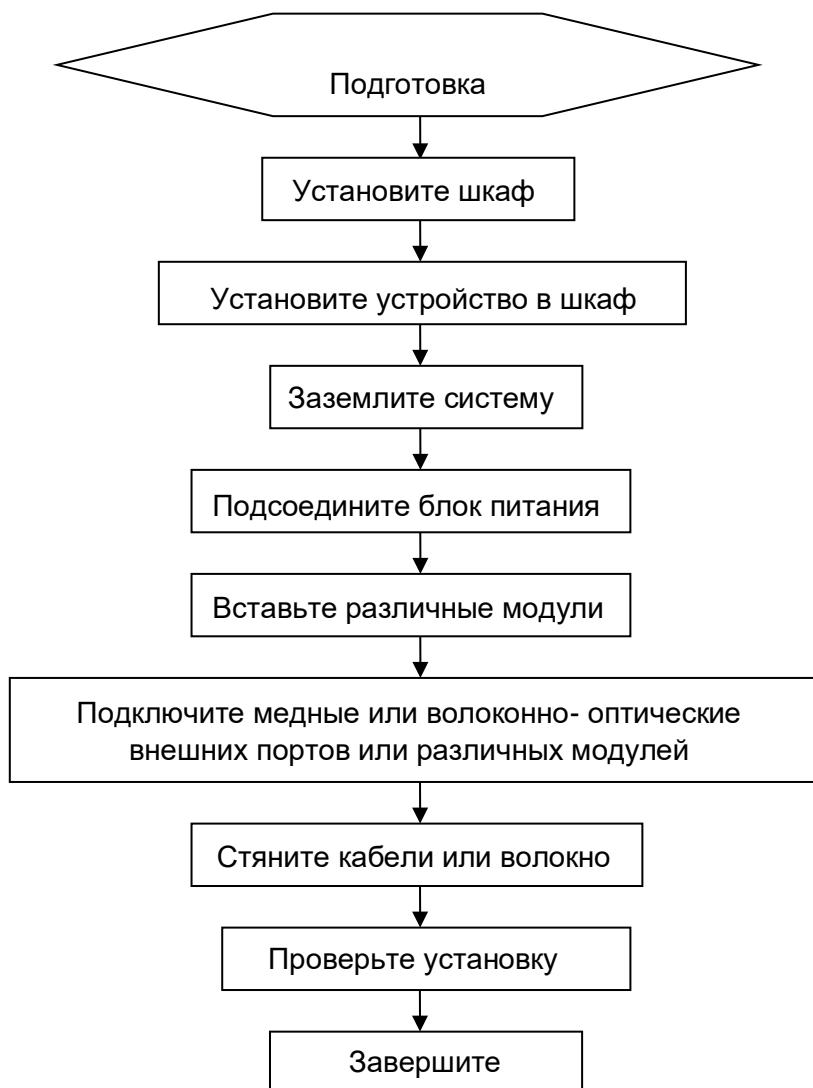 Подготовка
Установите шкаф
Установите устройство в шкаф
Заземлите систему
Подсоедините блок питания
Вставьте различные модули
Подключите медные или волоконно- оптические
внешних портов или различных модулей
Стяните кабели или волокно
Проверьте установку
Завершите